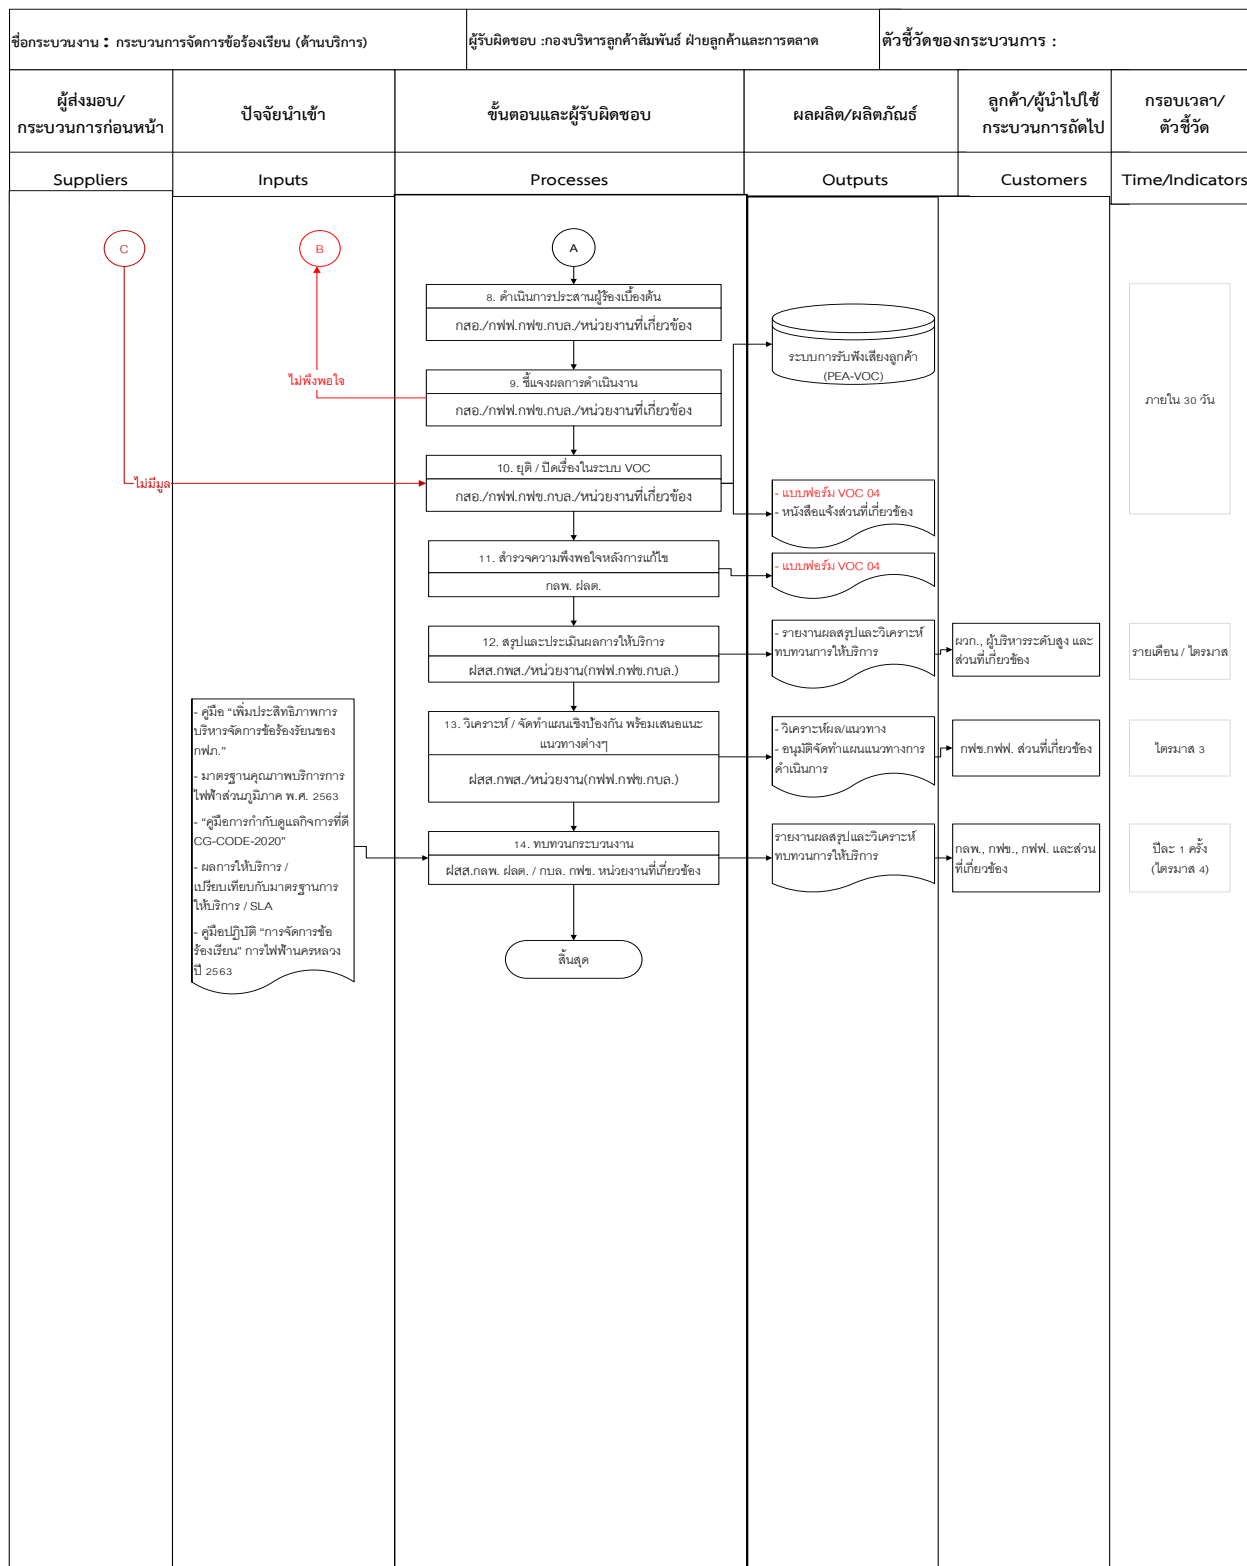 ชื่อกระบวนงาน : กระบวนการจัดการข้อร้องเรียน (ด้านบริการ)
ผู้รับผิดชอบ :กองบริหารลูกค้าสัมพันธ์ ฝ่ายลูกค้าและการตลาด
ตัวชี้วัดของกระบวนการ :
ผู้ส่งมอบ/
กระบวนการก่อนหน้า
ปัจจัยนำเข้า
ขั้นตอนและผู้รับผิดชอบ
ผลผลิต/ผลิตภัณธ์
ลูกค้า/ผู้นำไปใช้
กระบวนการถัดไป
กรอบเวลา/
ตัวชี้วัด
Suppliers
Inputs
Processes
Outputs
Customers
Time/Indicators
C
B
A
8. ดำเนินการประสานผู้ร้องเบื้องต้น
กสอ./กฟฟ.กฟข.กบล./หน่วยงานที่เกี่ยวข้อง
ระบบการรับฟังเสียงลูกค้า
(PEA-VOC)
ไม่พึงพอใจ
9. ชี้แจงผลการดำเนินงาน
กสอ./กฟฟ.กฟข.กบล./หน่วยงานที่เกี่ยวข้อง
ภายใน 30 วัน
ไม่มีมูล
10. ยุติ / ปิดเรื่องในระบบ VOC
กสอ./กฟฟ.กฟข.กบล./หน่วยงานที่เกี่ยวข้อง
- แบบฟอร์ม VOC 04
- หนังสือแจ้งส่วนที่เกี่ยวข้อง
11. สำรวจความพึงพอใจหลังการแก้ไข
กลพ. ฝลต.
- แบบฟอร์ม VOC 04
12. สรุปและประเมินผลการให้บริการ
ฝสส.กพส./หน่วยงาน(กฟฟ.กฟข.กบล.)
- รายงานผลสรุปและวิเคราะห์
ทบทวนการให้บริการ
ผวก., ผู้บริหารระดับสูง และ
ส่วนที่เกี่ยวข้อง
รายเดือน / ไตรมาส
13. วิเคราะห์ / จัดทำแผนเชิงป้องกัน พร้อมเสนอแนะ
แนวทางต่างๆ
ฝสส.กพส./หน่วยงาน(กฟฟ.กฟข.กบล.)
- วิเคราะห์ผล/แนวทาง
- อนุมัติจัดทำแผนแนวทางการ
ดำเนินการ
กฟข.กฟฟ. ส่วนที่เกี่ยวข้อง
ไตรมาส 3
- คู่มือ “เพิ่มประสิทธิภาพการ
บริหารจัดการข้อร้องรียนของ
กฟภ.”
- มาตรฐานคุณภาพบริการการ
ไฟฟ้าส่วนภูมิภาค พ.ศ. 2563
- “คู่มือการกำกับดูแลกิจการที่ดี
CG-CODE-2020”
- ผลการให้บริการ /
เปรียบเทียบกับมาตรฐานการ
ให้บริการ / SLA
- คู่มือปฏิบัติ “การจัดการข้อ
ร้องเรียน” การไฟฟ้านครหลวง
ปี 2563
14. ทบทวนกระบวนงาน
ฝสส.กลพ. ฝลต. / กบล. กฟข. หน่วยงานที่เกี่ยวข้อง
รายงานผลสรุปและวิเคราะห์
ทบทวนการให้บริการ
กลพ., กฟข., กฟฟ. และส่วน
ที่เกี่ยวข้อง
ปีละ 1 ครั้ง
(ไตรมาส 4)
สิ้นสุด